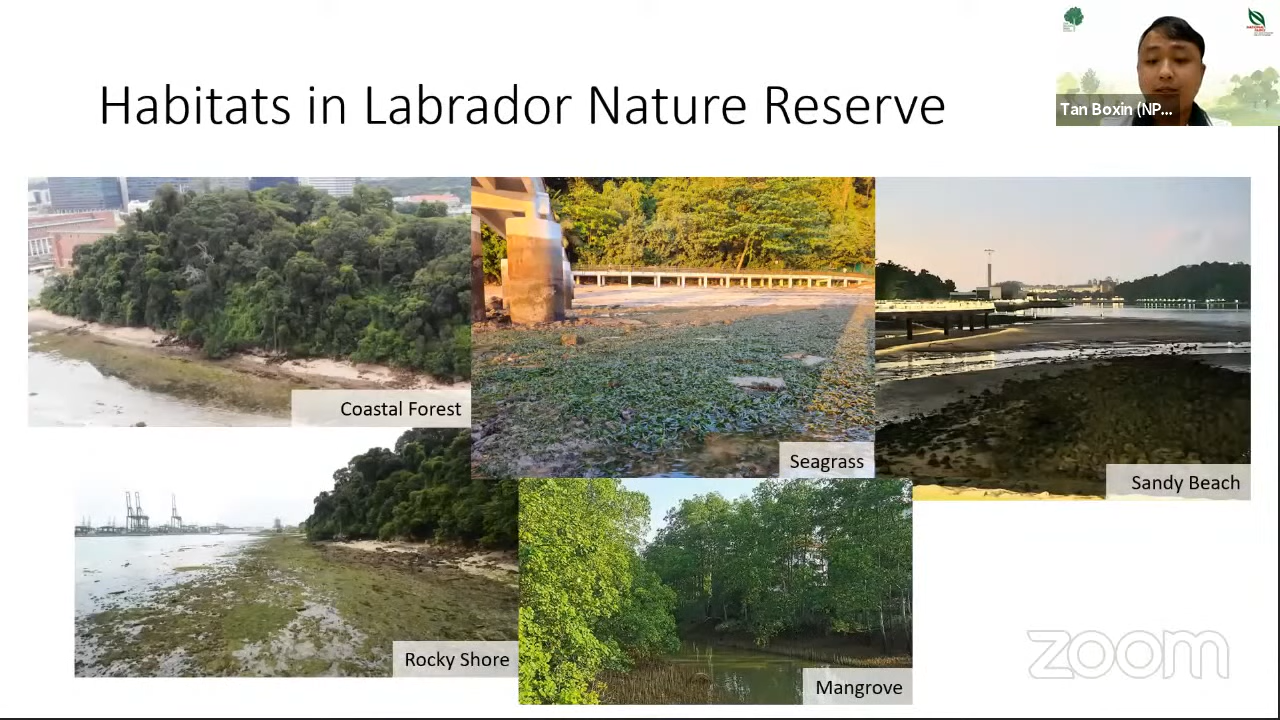 Habitats in Labrador Nature Reserve
Tan Boxin (NP...
Coastal Forest
Seagrass
Sandy Beach
Rocky Shore
Mangrove
zoom